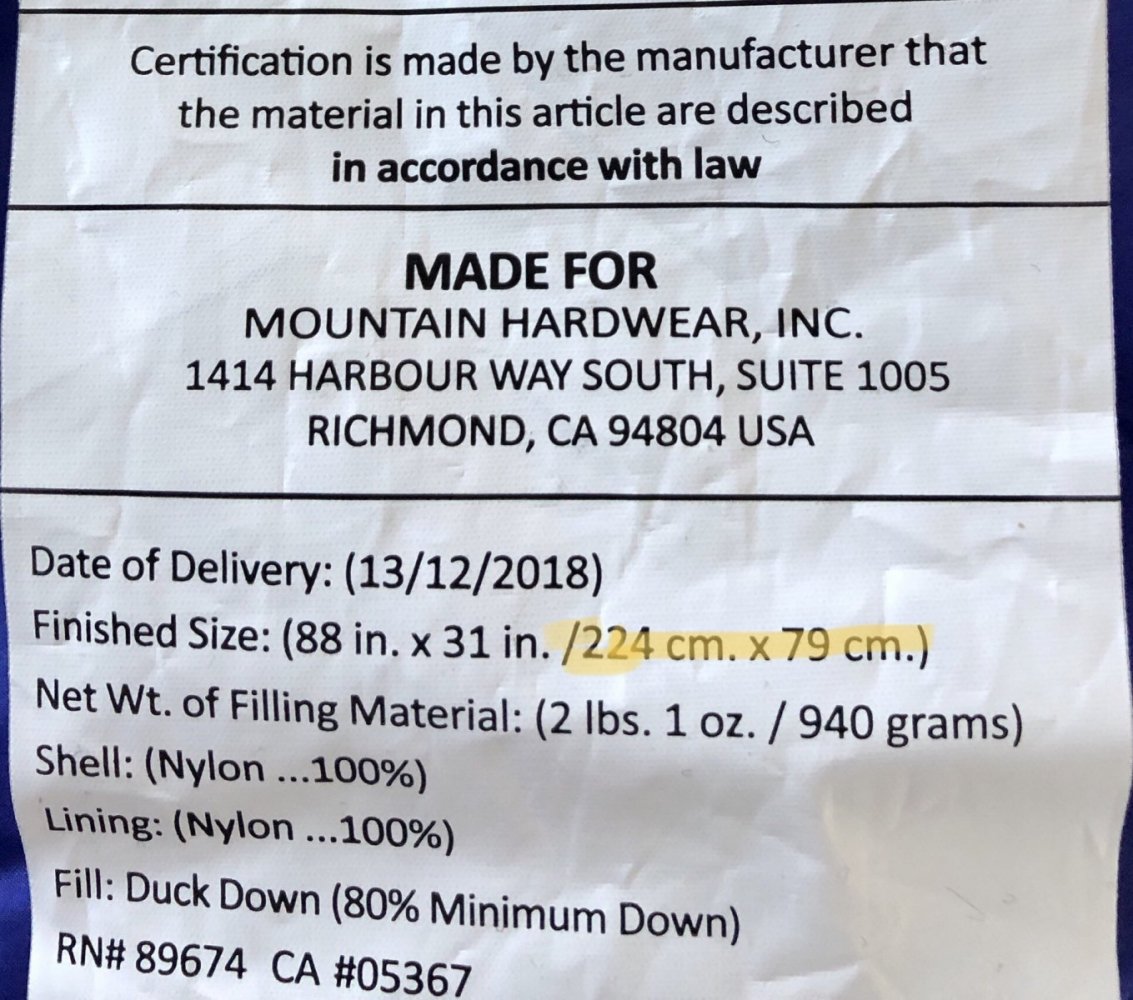 Certification is made by the manufacturer that
the material in this article are described
in accordance with law
MADE FOR
MOUNTAIN HARDWEAR, INC.
1414 HARBOUR WAY SOUTH, SUITE 1005
RICHMOND, CA 94804 USA
Date of Delivery: (13/12/2018)
Finished Size: (88 in. x 31 in. /224 cm. x 79 cm.)
Net Wt. of Filling Material: (2 lbs. 1 oz. / 940 grams)
Shell: (Nylon ...100%)
Lining: (Nylon ...100%)
Fill: Duck Down (80% Minimum Down)
RN# 89674 CA #05367